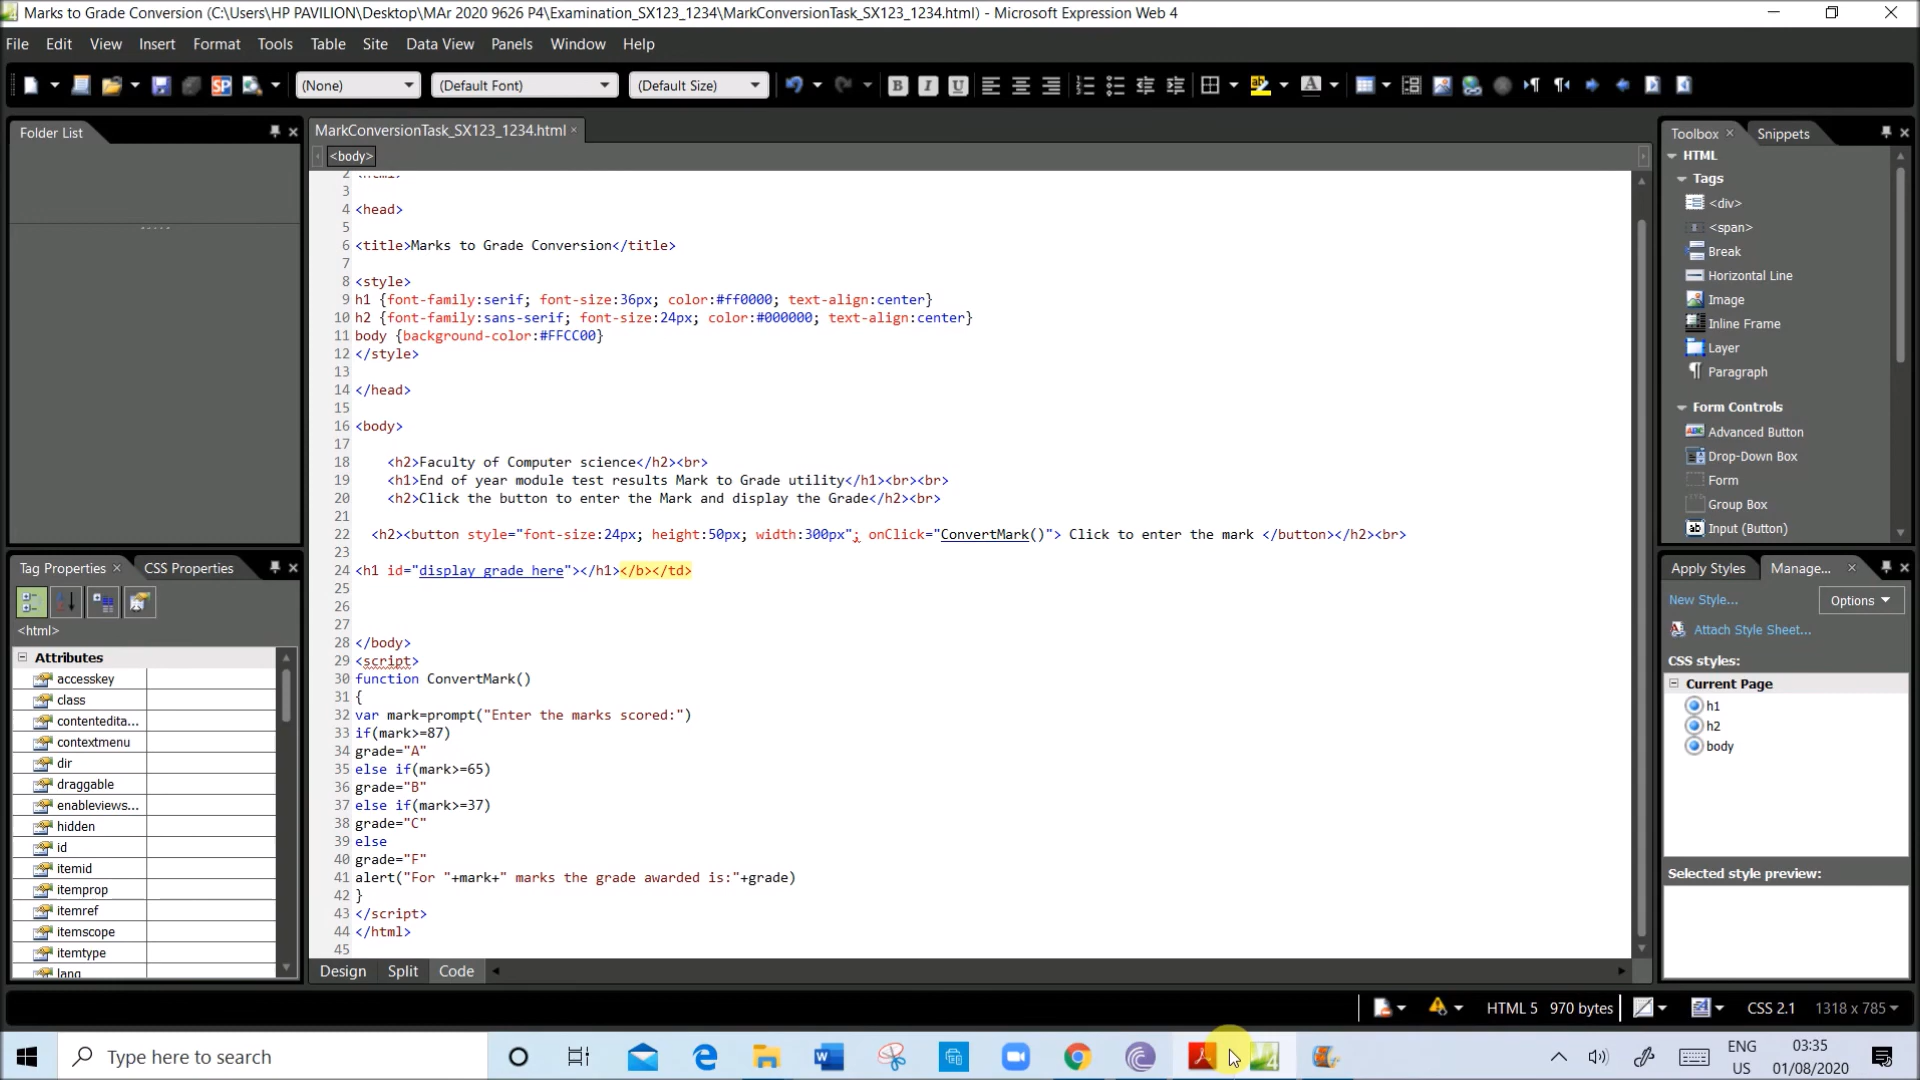 Marks to Grade Conversion (C:\Users\HP PAVILION\Desktop\MAr 2020 9626 P4\Examination_SX123_1234\MarkConversionTask_SX123_1234.html) - Microsoft Expression Web 4
File Edit View Insert Format Tools Table Site Data View Panels Window Help
(None) (Default Font) (Default Size)
Folder List
MarkConversionTask_SX123_1234.html
<body>
2 <html>
3
4 <head>
5
6 <title>Marks to Grade Conversion</title>
7
8 <style>
9 h1 {font-family:serif; font-size:36px; color:#ff0000; text-align:center}
10 h2 {font-family:sans-serif; font-size:24px; color:#000000; text-align:center}
11 body {background-color:#FFCC00}
12 </style>
13
14 </head>
15
16 <body>
17
18 <h2>Faculty of Computer science</h2><br>
19 <h1>End of year module test results Mark to Grade utility</h1><br><br>
20 <h2>Click the button to enter the Mark and display the Grade</h2><br>
21
22 <h2><button style="font-size:24px; height:50px; width:300px"; onClick="ConvertMark()"> Click to enter the mark </button></h2><br>
23
24 <h1 id="display grade here"></h1></b></td>
25
26
27
28 </body>
29 <script>
30 function ConvertMark()
31 {
32 var mark=prompt("Enter the marks scored:")
33 if(mark>=87)
34 grade="A"
35 else if(mark>=65)
36 grade="B"
37 else if(mark>=37)
38 grade="C"
39 else
40 grade="F"
41 alert("For "+mark+" marks the grade awarded is:"+grade)
42 }
43 </script>
44 </html>
45
Design Split Code
Tag Properties CSS Properties
<html>
Attributes
accesskey
class
contentedita...
contextmenu
dir
draggable
enableviews...
hidden
id
itemid
itemprop
itemref
itemscope
itemtype
lang
Toolbox Snippets
HTML
Tags
<div>
<span>
Break
Horizontal Line
Image
Inline Frame
Layer
Paragraph
Form Controls
Advanced Button
Drop-Down Box
Form
Group Box
Input (Button)
Apply Styles Manage...
New Style... Options
Attach Style Sheet...
CSS styles:
Current Page
h1
h2
body
Selected style preview:
HTML 5 970 bytes CSS 2.1 1318 x 785
Type here to search
ENG
US
03:35
01/08/2020